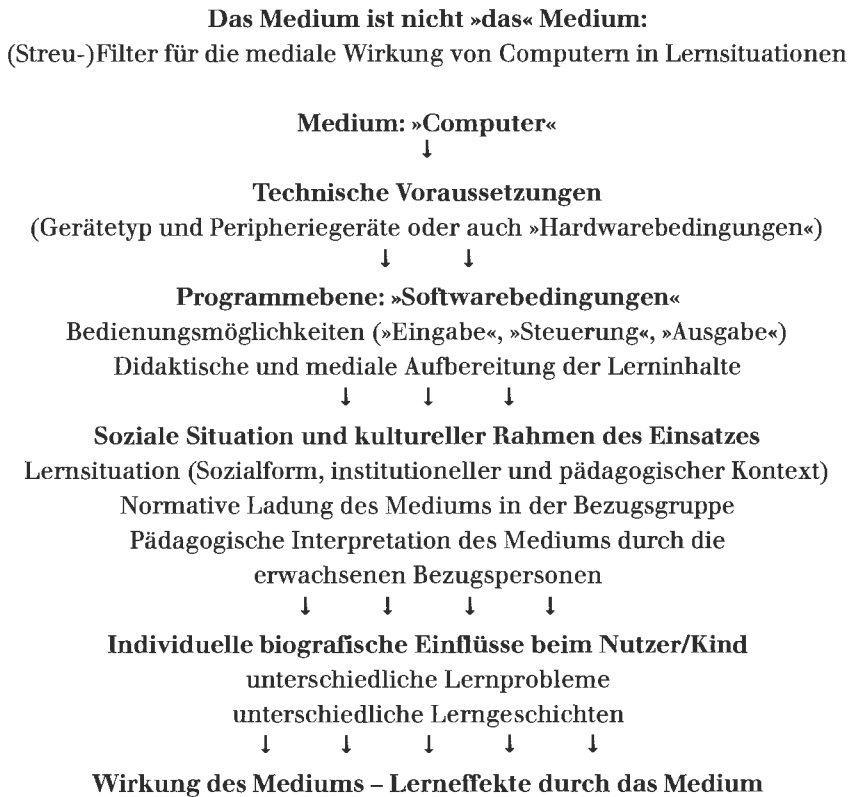 Das Medium ist nicht »das« Medium:
(Streu-)Filter für die mediale Wirkung von Computern in Lernsituationen
Medium: »Computer«
↓
Technische Voraussetzungen
(Gerätetyp und Peripheriegeräte oder auch »Hardwarebedingungen«)
↓ ↓
Programmebene: »Softwarebedingungen«
Bedienungsmöglichkeiten (»Eingabe«, »Steuerung«, »Ausgabe«)
Didaktische und mediale Aufbereitung der Lerninhalte
↓ ↓ ↓
Soziale Situation und kultureller Rahmen des Einsatzes
Lernsituation (Sozialform, institutioneller und pädagogischer Kontext)
Normative Ladung des Mediums in der Bezugsgruppe
Pädagogische Interpretation des Mediums durch die
erwachsenen Bezugspersonen
↓ ↓ ↓ ↓
Individuelle biografische Einflüsse beim Nutzer/Kind
unterschiedliche Lernprobleme
unterschiedliche Lerngeschichten
↓ ↓ ↓ ↓ ↓
Wirkung des Mediums – Lerneffekte durch das Medium